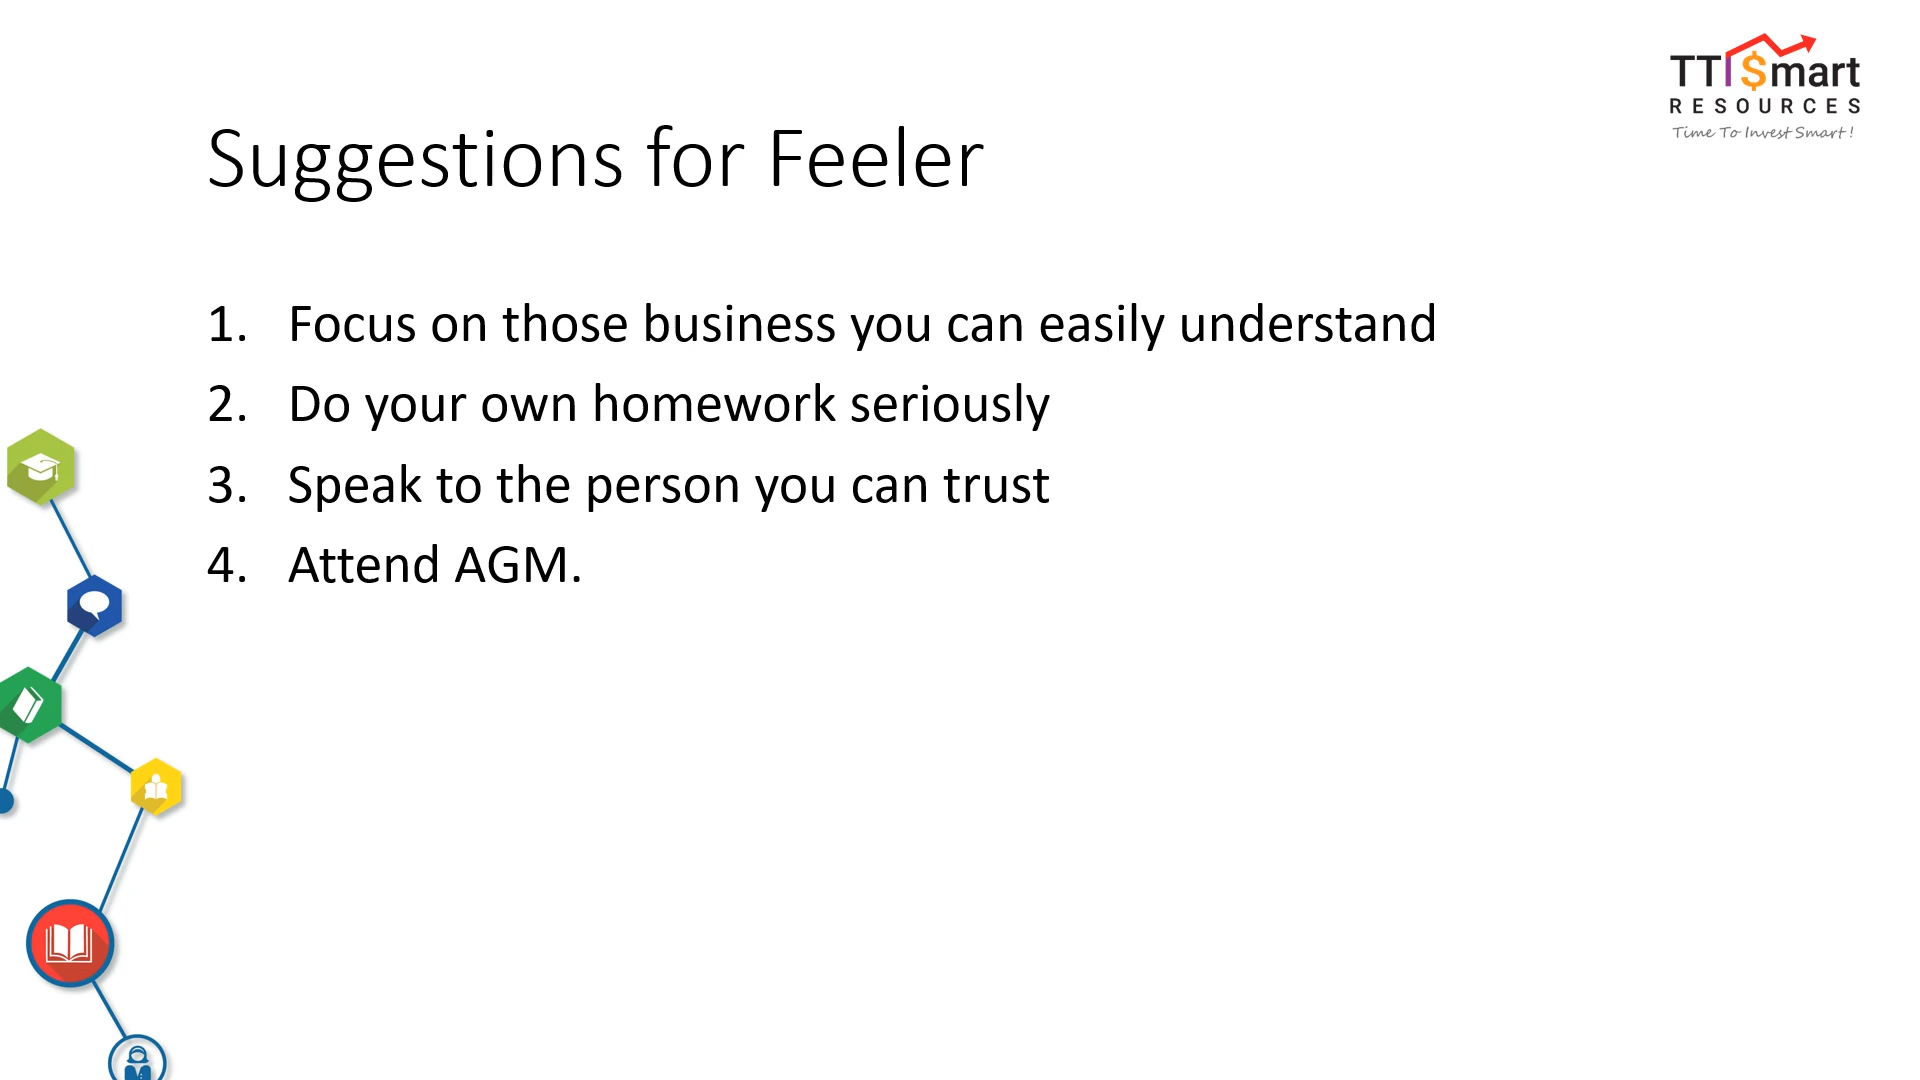 TTI $mart
RESOURCES
Time To Invest Smart !
Suggestions for Feeler
1. Focus on those business you can easily understand
2. Do your own homework seriously
3. Speak to the person you can trust
4. Attend AGM.